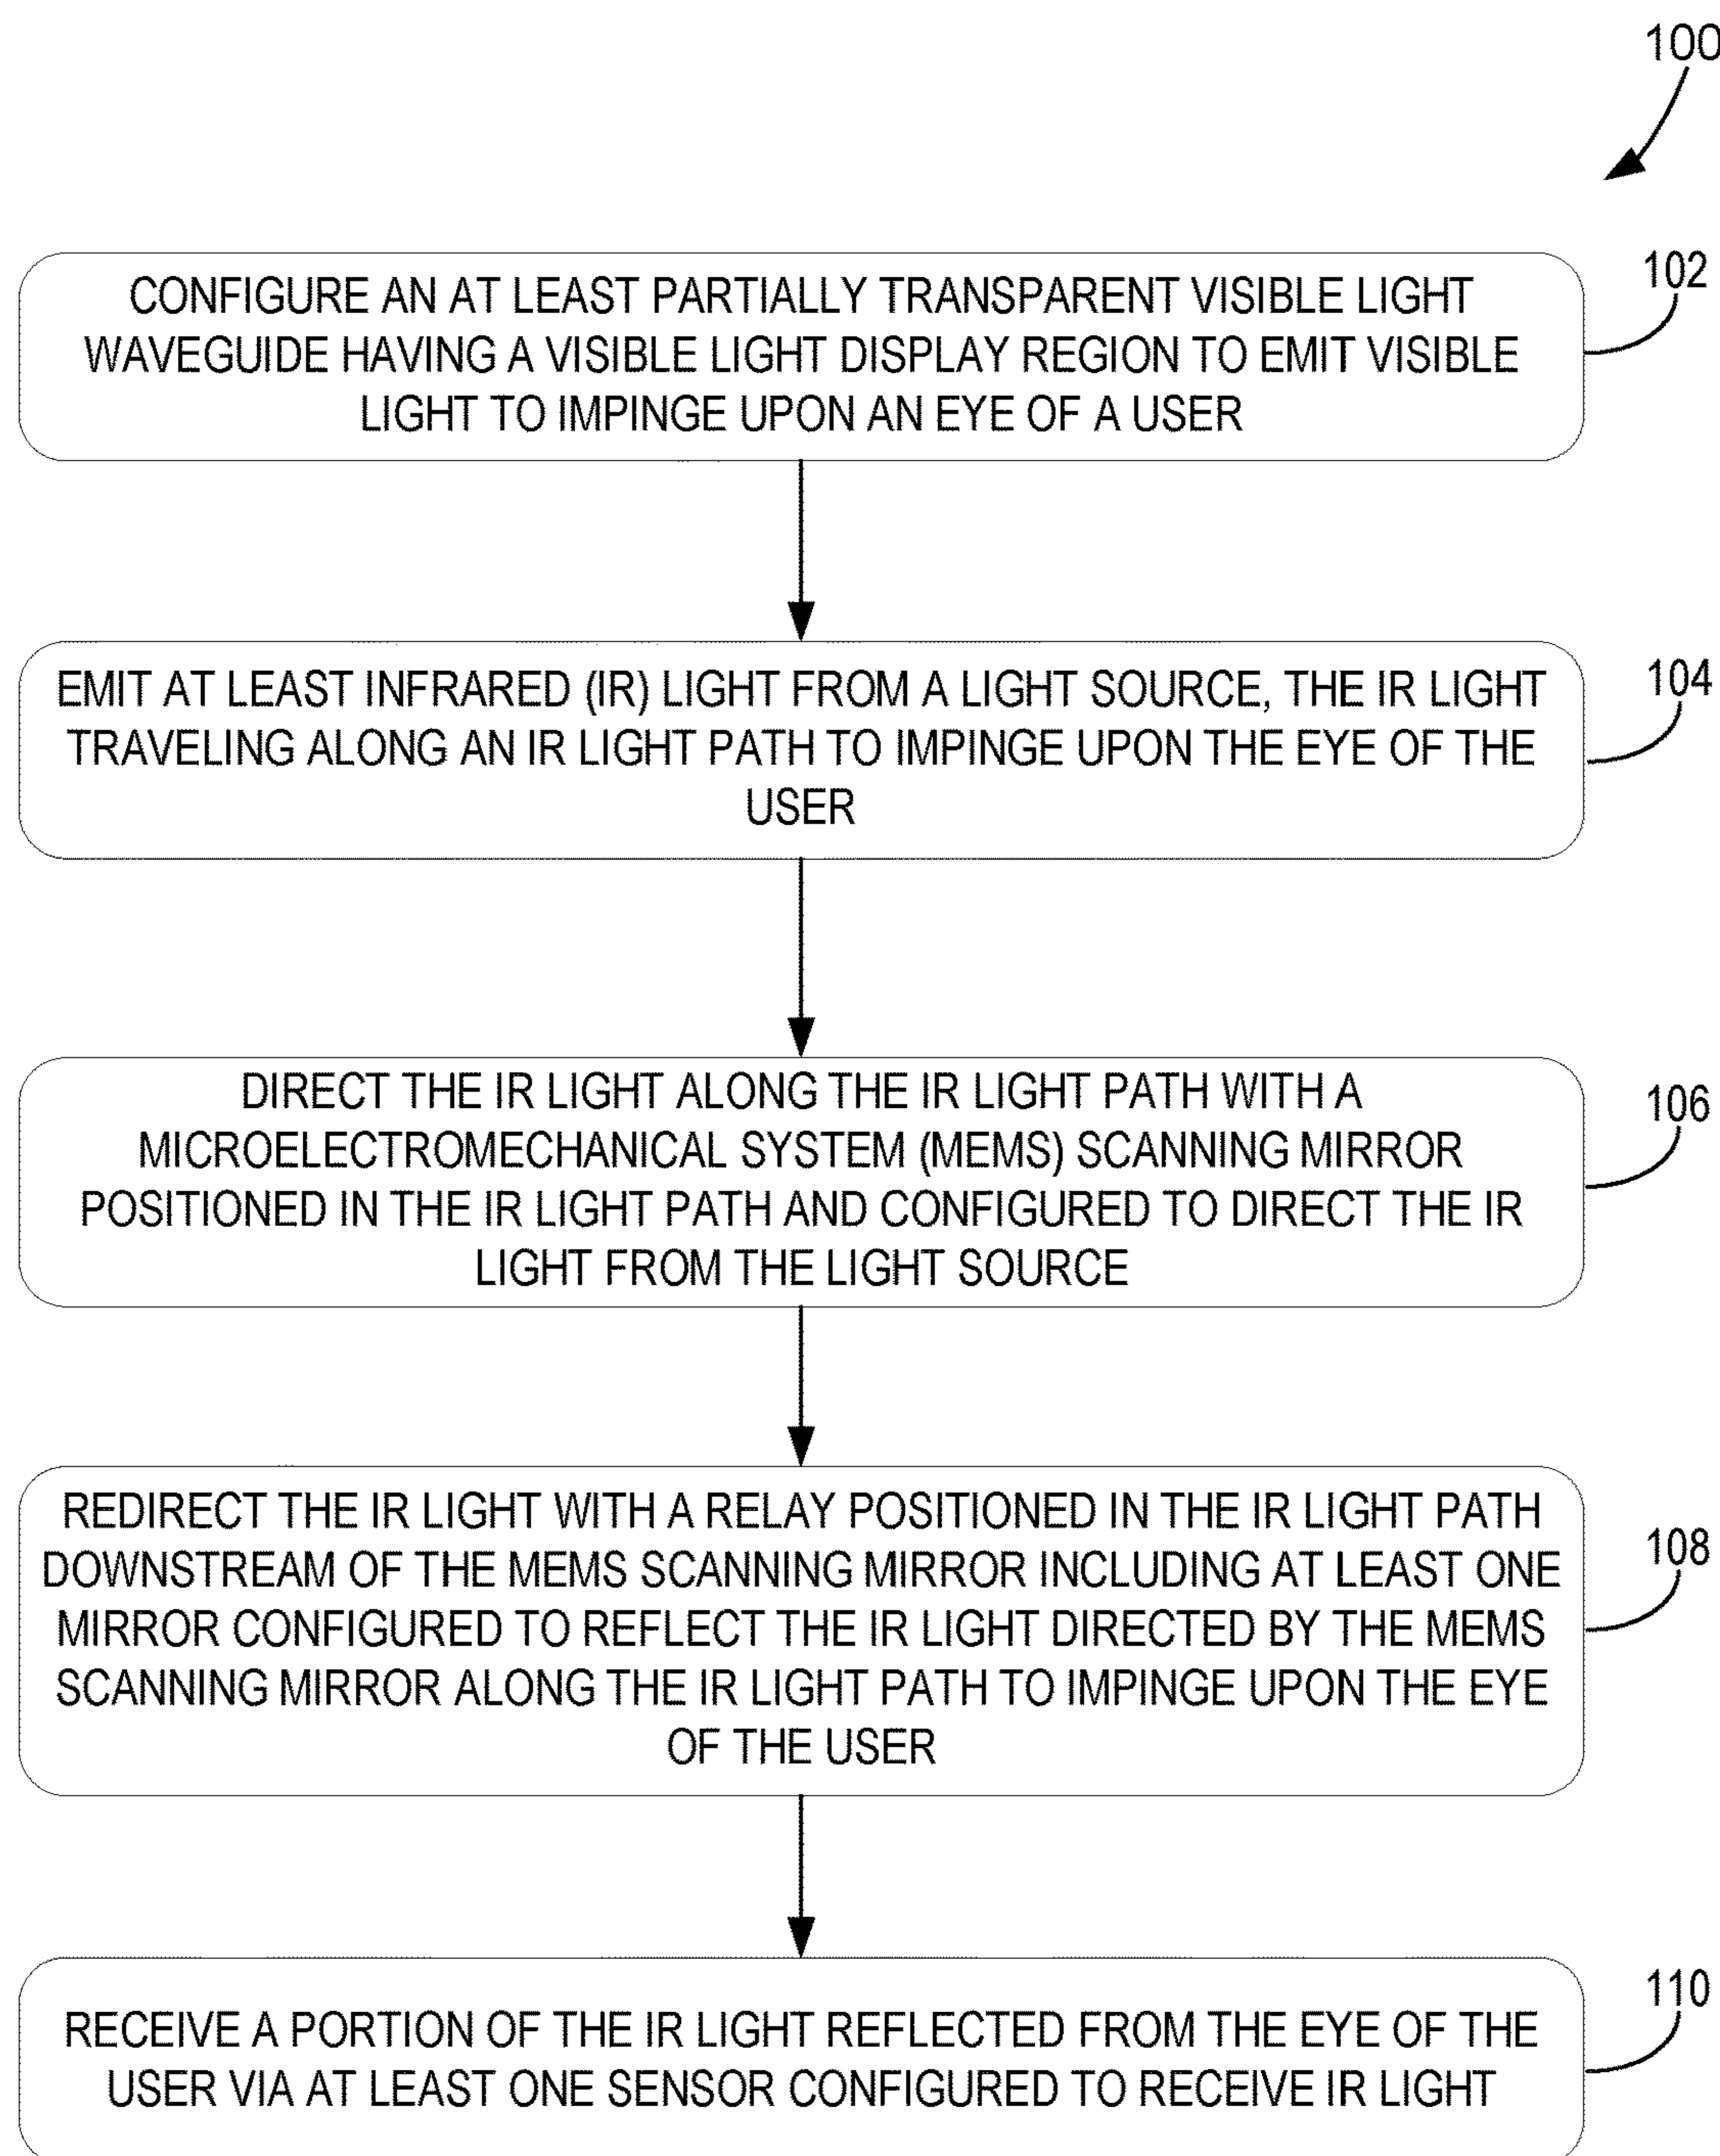 100
CONFIGURE AN AT LEAST PARTIALLY TRANSPARENT VISIBLE LIGHT
WAVEGUIDE HAVING A VISIBLE LIGHT DISPLAY REGION TO EMIT VISIBLE
LIGHT TO IMPINGE UPON AN EYE OF A USER
102
EMIT AT LEAST INFRARED (IR) LIGHT FROM A LIGHT SOURCE, THE IR LIGHT
TRAVELING ALONG AN IR LIGHT PATH TO IMPINGE UPON THE EYE OF THE
USER
104
DIRECT THE IR LIGHT ALONG THE IR LIGHT PATH WITH A
MICROELECTROMECHANICAL SYSTEM (MEMS) SCANNING MIRROR
POSITIONED IN THE IR LIGHT PATH AND CONFIGURED TO DIRECT THE IR
LIGHT FROM THE LIGHT SOURCE
106
REDIRECT THE IR LIGHT WITH A RELAY POSITIONED IN THE IR LIGHT PATH
DOWNSTREAM OF THE MEMS SCANNING MIRROR INCLUDING AT LEAST ONE
MIRROR CONFIGURED TO REFLECT THE IR LIGHT DIRECTED BY THE MEMS
SCANNING MIRROR ALONG THE IR LIGHT PATH TO IMPINGE UPON THE EYE
OF THE USER
108
RECEIVE A PORTION OF THE IR LIGHT REFLECTED FROM THE EYE OF THE
USER VIA AT LEAST ONE SENSOR CONFIGURED TO RECEIVE IR LIGHT
110